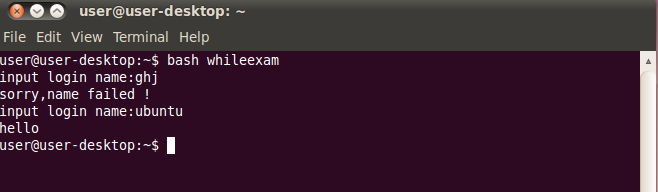 user@user-desktop: ~
File Edit View Terminal Help
user@user-desktop:~$ bash whileexam
input login name:ghj
sorry,name failed !
input login name:ubuntu
hello
user@user-desktop:~$